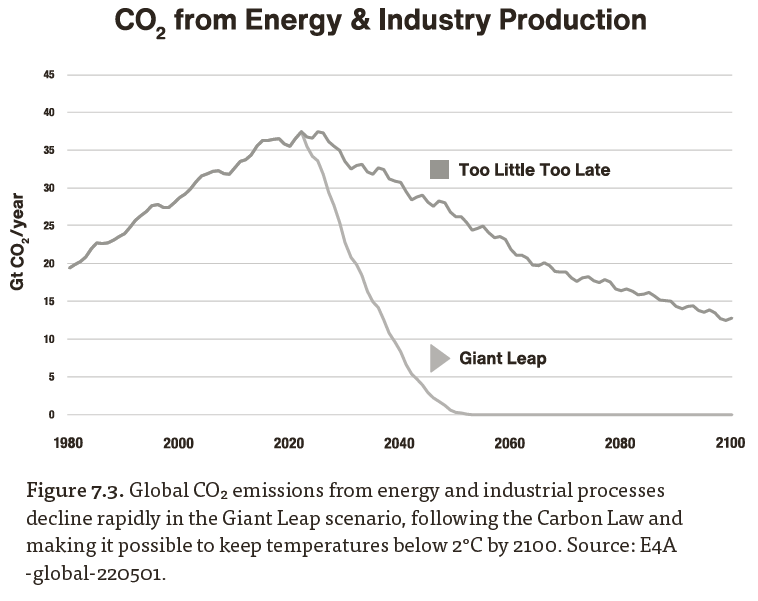 CO₂ from Energy & Industry Production
Gt CO₂/year
45
40
35
30
25
20
15
10
5
0
Too Little Too Late
Giant Leap
1980 2000 2020 2040 2060 2080 2100
Figure 7.3. Global CO₂ emissions from energy and industrial processes
decline rapidly in the Giant Leap scenario, following the Carbon Law and
making it possible to keep temperatures below 2°C by 2100. Source: E4A
-global-220501.